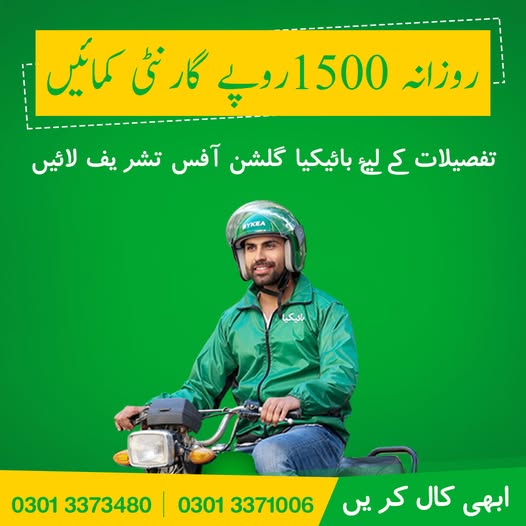 روزانہ 1500 روپے گارنٹی کمائیں
تفصیلات کے لیۓ بائیکیا گلشن آفس تشریف لائیں
BYKEA
بائیکیا
ابھی کال کریں
0301 3371006
0301 3373480